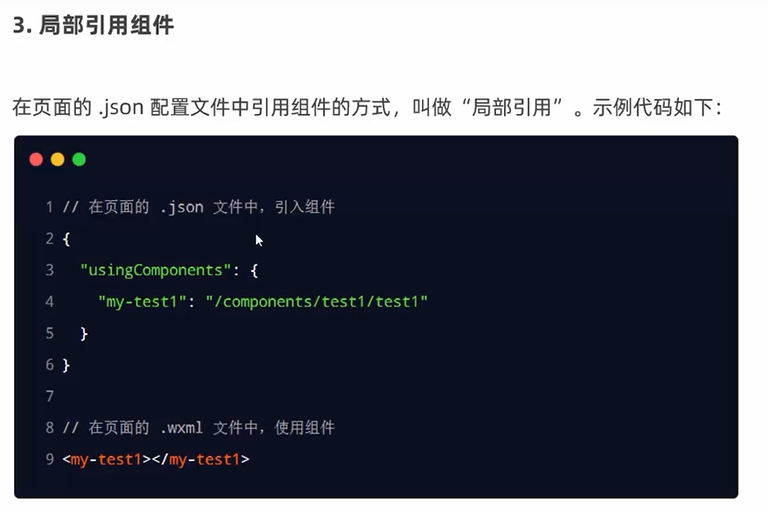 3. 局部引用组件
在页面的 .json 配置文件中引用组件的方式，叫做“局部引用”。示例代码如下：
1 // 在页面的 .json 文件中，引入组件
2 {
3   "usingComponents": {
4     "my-test1": "/components/test1/test1"
5   }
6 }
7
8 // 在页面的 .wxml 文件中，使用组件
9 <my-test1></my-test1>